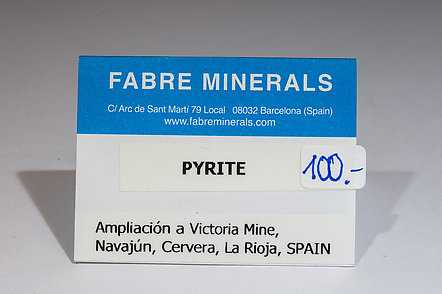 FABRE MINERALS
C/ Arc de Sant Martí 79 Local 08032 Barcelona (Spain)
www.fabreminerals.com
PYRITE
100.-
Ampliación a Victoria Mine,
Navajún, Cervera, La Rioja, SPAIN